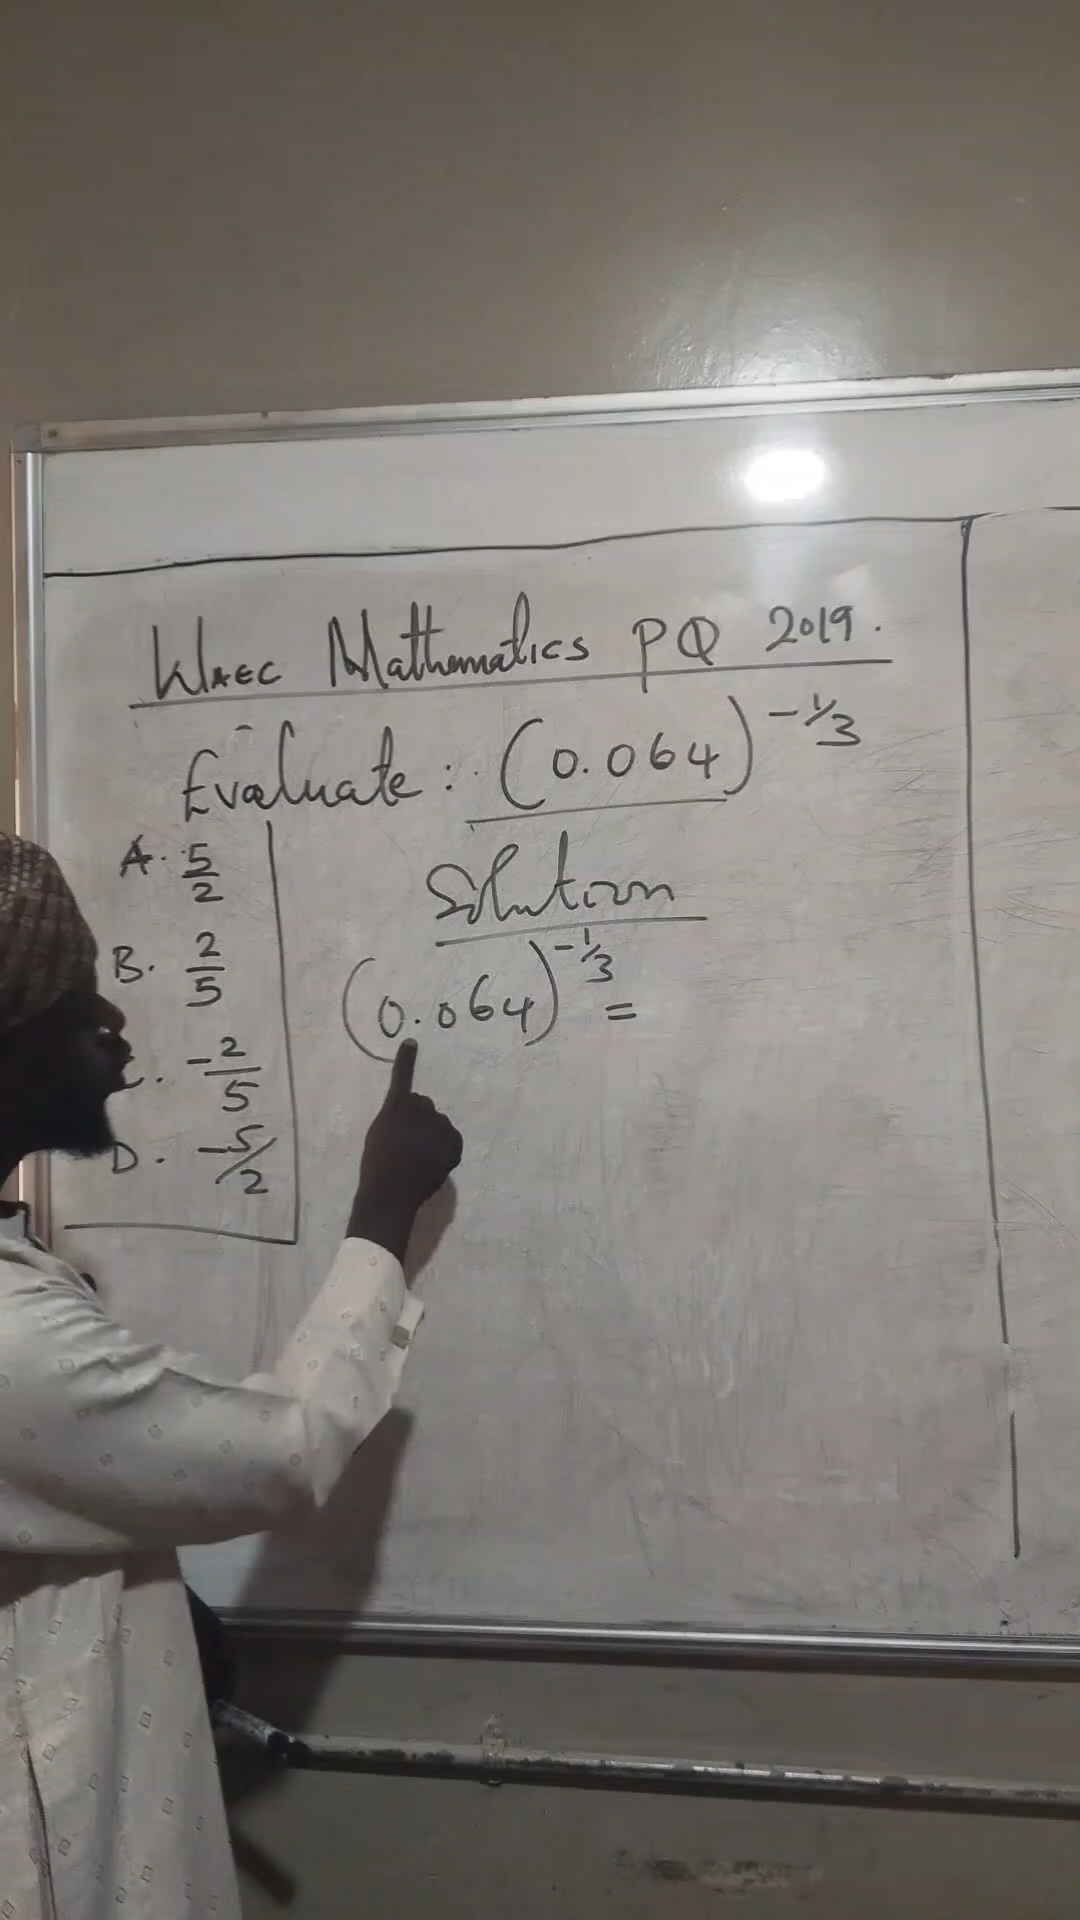 WAEC Mathematics PQ 2019.
Evaluate: (0.064)^-1/3
A. 5/2
B. 2/5
C. -2/5
D. -5/2
Solution
(0.064)^-1/3 =